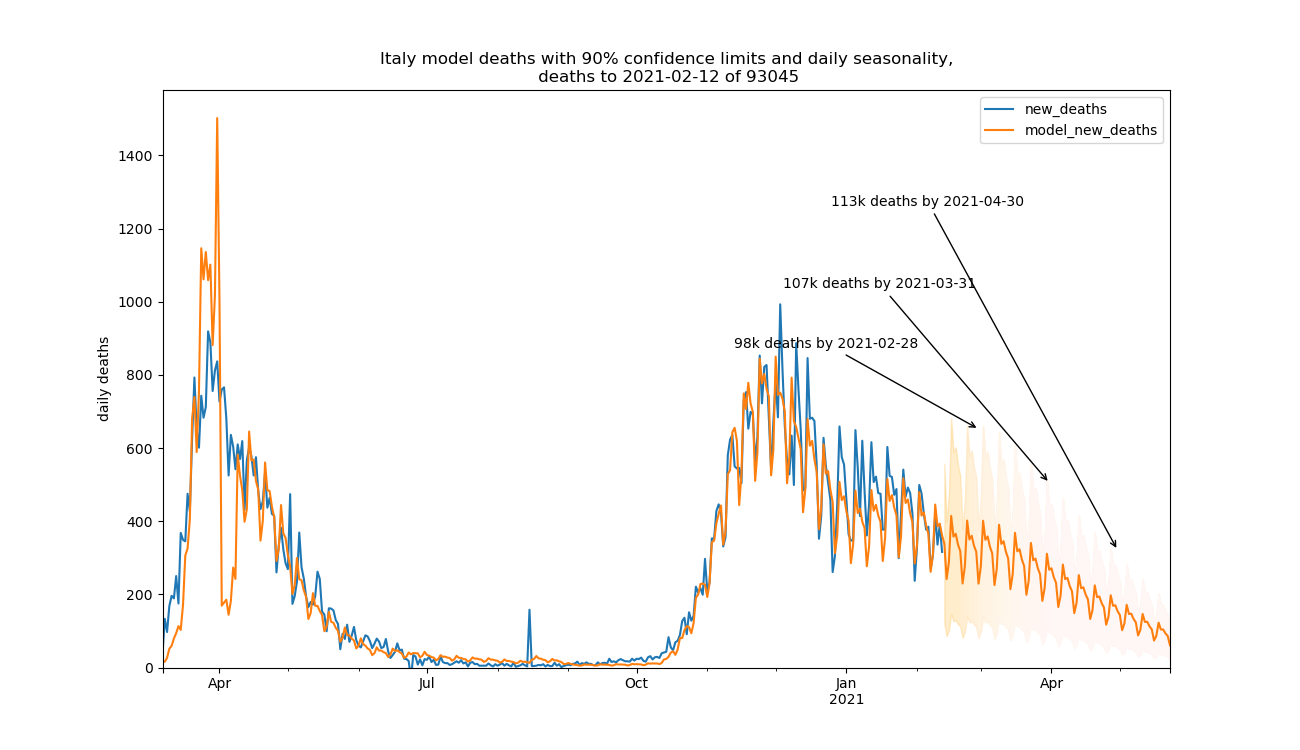 Italy model deaths with 90% confidence limits and daily seasonality,
deaths to 2021-02-12 of 93045
new_deaths
model_new_deaths
113k deaths by 2021-04-30
107k deaths by 2021-03-31
98k deaths by 2021-02-28
daily deaths
1400
1200
1000
800
600
400
200
0
Apr
Jul
Oct
Jan
2021
Apr